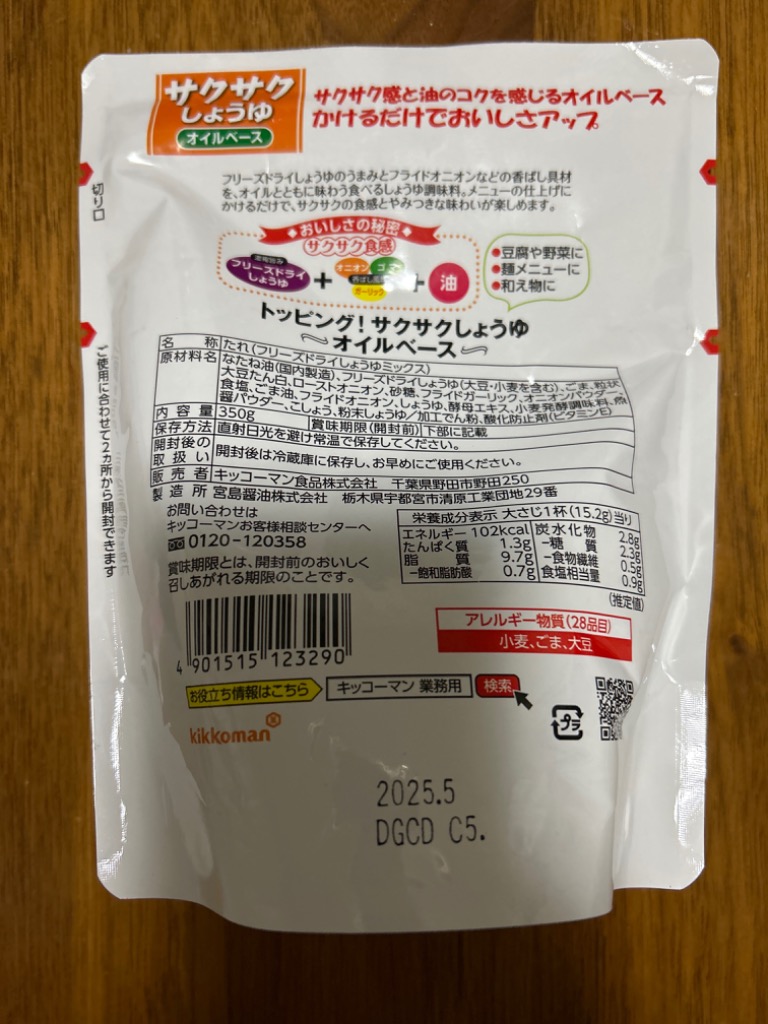 サクサク
しょうゆ
オイルベース
サクサク感と油のコクを感じるオイルベース
かけるだけでおいしさアップ
フリーズドライしょうゆのうまみとフライドオニオンなどの香ばし具材
を、オイルとともに味わう食べるしょうゆ調味料。メニューの仕上げに
かけるだけで、サクサクの食感とやみつきな味わいが楽しめます。
おいしさの秘密
サクサク食感
フリーズドライ
しょうゆ
+
オニオン
ゴマ
ガーリック
+
油
●豆腐や野菜に
●麺メニューに
●和え物に
トッピング!サクサクしょうゆ
〜オイルベース〜
名称 たれ(フリーズドライしょうゆミックス)
原材料名 なたね油(国内製造)、フリーズドライしょうゆ(大豆・小麦を含む)、ごま、粒状
大豆たん白、ローストオニオン、砂糖、フライドガーリック、オニオンパウダー、
食塩、ごま油、フライドオニオン、しょうゆ、酵母エキス、小麦発酵調味料、魚
醤パウダー、こしょう、粉末しょうゆ/加工でん粉、酸化防止剤(ビタミンE)
内容量 350g 賞味期限(開封前) 下部に記載
保存方法 直射日光を避け常温で保存してください。
開封後の取扱い 開封後は冷蔵庫に保存し、お早めにご使用ください。
販売者 キッコーマン食品株式会社 千葉県野田市野田250
製造所 宮島醤油株式会社 栃木県宇都宮市清原工業団地29番
お問い合わせは
キッコーマンお客様相談センターへ
0120-120358
賞味期限とは、開封前のおいしく
召しあがれる期限のことです。
栄養成分表示 大さじ1杯(15.2g)当り
エネルギー 102kcal 炭水化物 2.8g
たんぱく質 1.3g -糖質 2.3g
脂質 9.7g -食物繊維 0.5g
-飽和脂肪酸 0.7g 食塩相当量 0.9g
(推定値)
アレルギー物質(28品目)
小麦、ごま、大豆
4 901515 123290
お役立ち情報はこちら
キッコーマン 業務用 検索
プラ
kikkoman
2025.5
DGCD C5.
切り口
ご使用に合わせて2ヵ所から開封できます